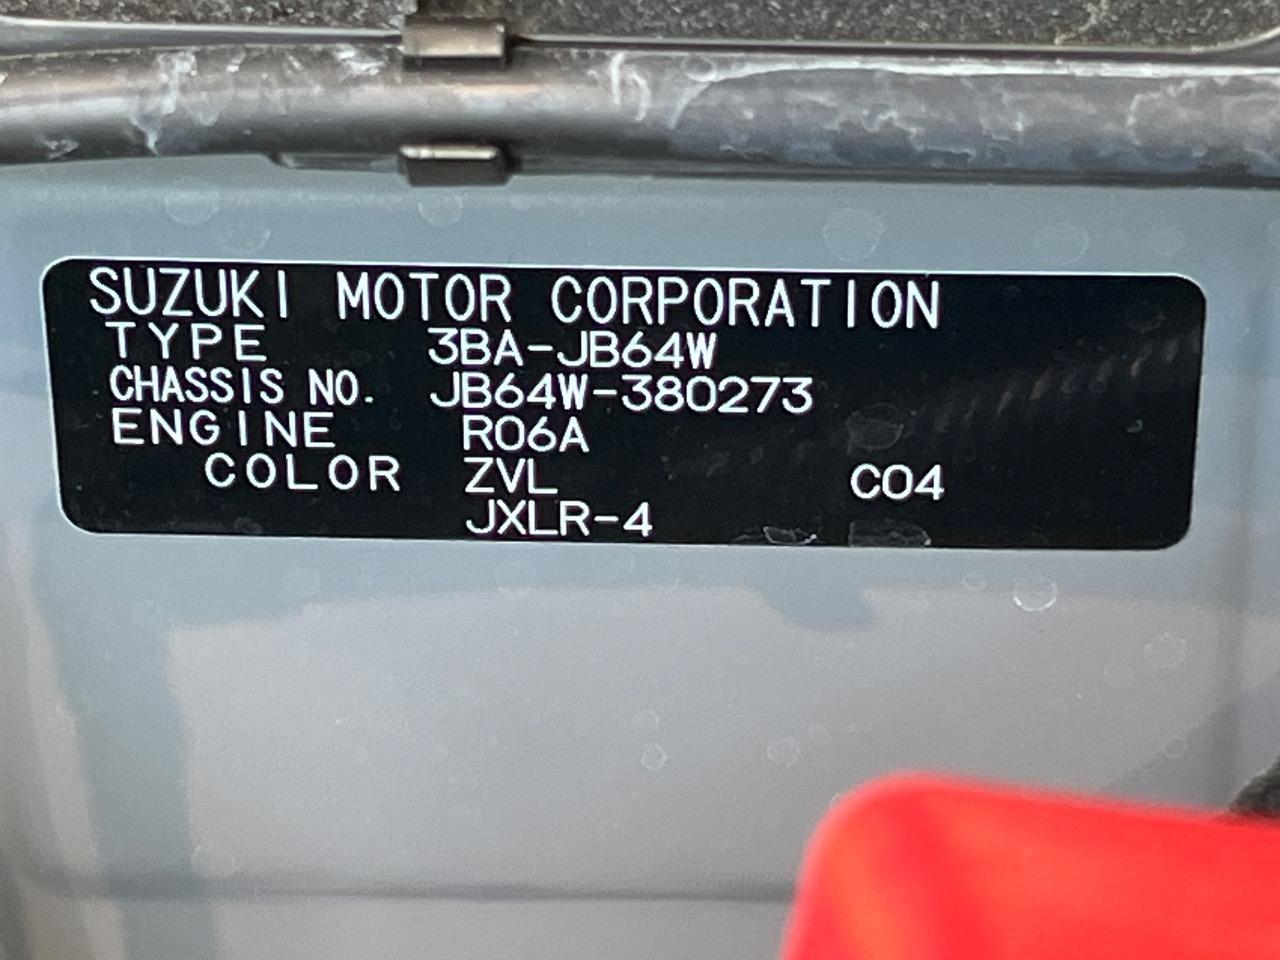 SUZUKI MOTOR CORPORATION
TYPE 3BA-JB64W
CHASSIS NO. JB64W-380273
ENGINE R06A
COLOR ZVL C04
JXLR-4